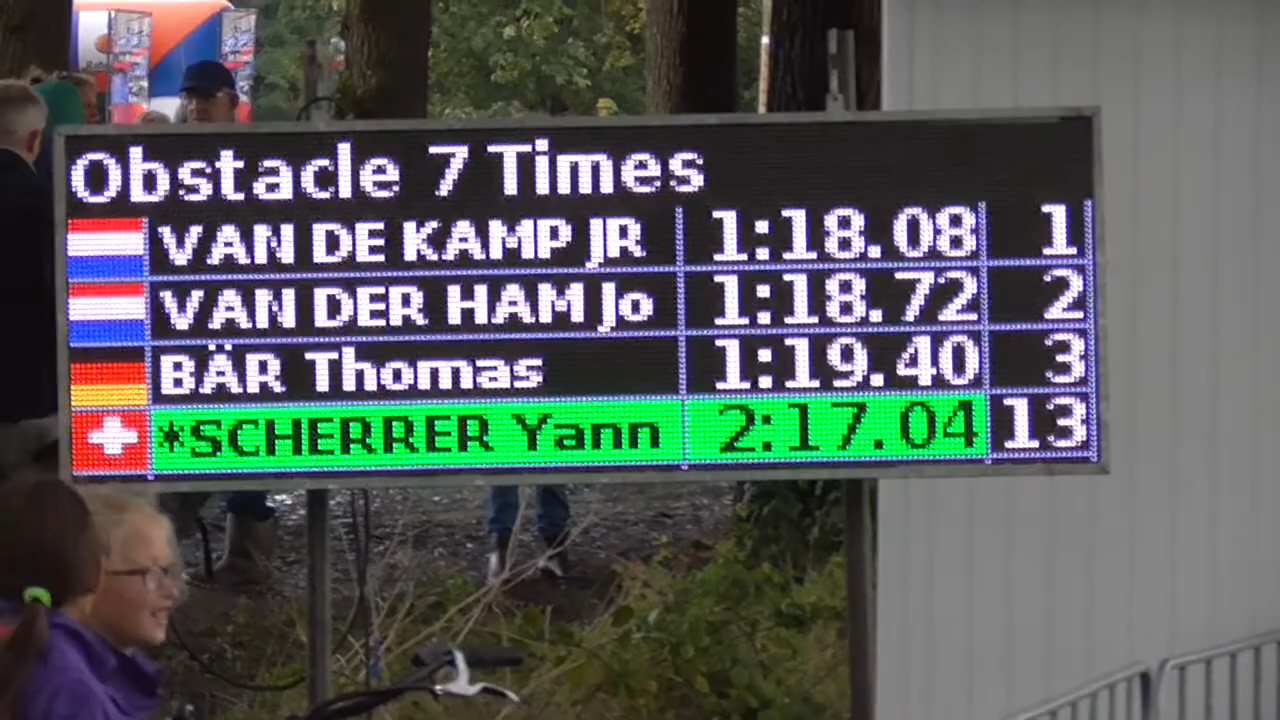 Obstacle 7 Times
VAN DE KAMP JR 1:18.08 1
VAN DER HAM Jo 1:18.72 2
BÄR Thomas 1:19.40 3
*SCHERRER Yann 2:17.04 13